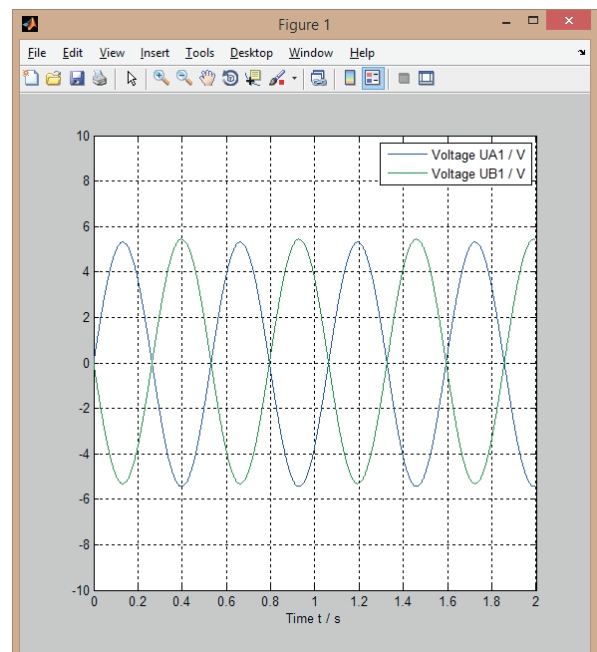 Figure 1
File Edit View Insert Tools Desktop Window Help
10
8
6
4
2
0
-2
-4
-6
-8
-10
Voltage UA1 / V
Voltage UB1 / V
0 0.2 0.4 0.6 0.8 1 1.2 1.4 1.6 1.8 2
Time t / s